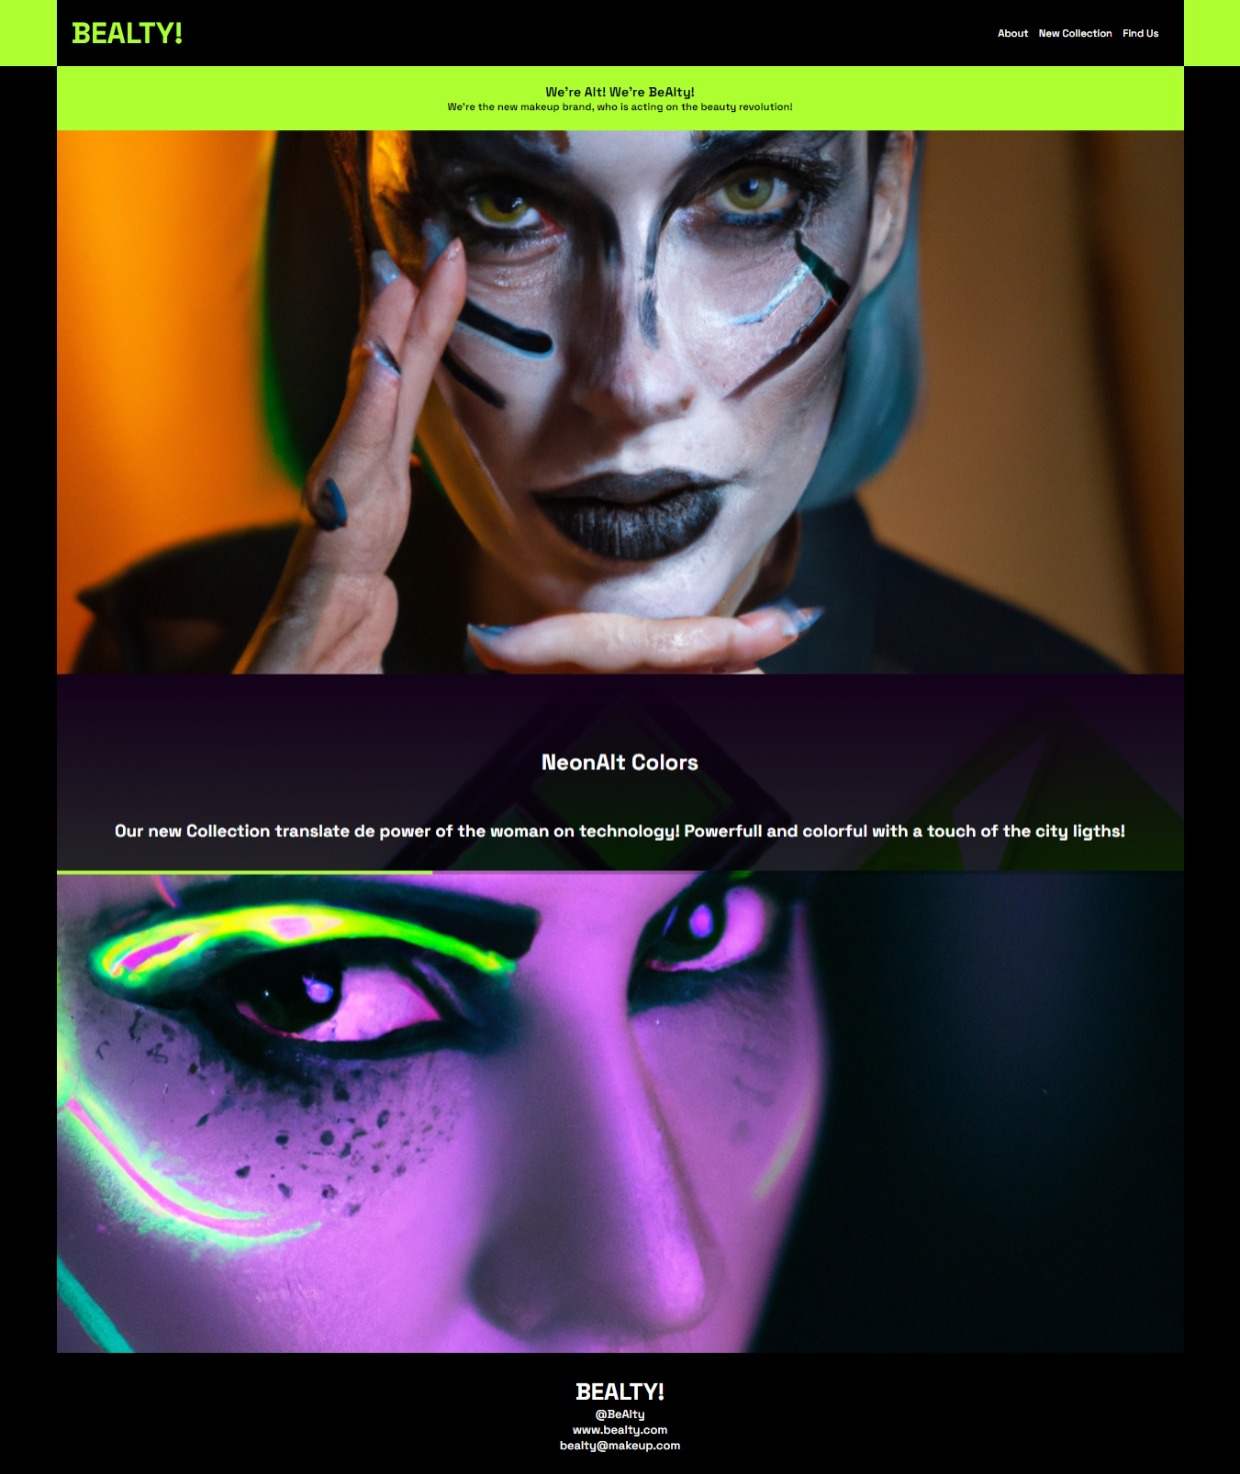 BEALTY!
About New Collection Find Us
We're Alt! We're BeAlty!
We're the new makeup brand, who is acting on the beauty revolution!
NeonAlt Colors
Our new Collection translate de power of the woman on technology! Powerfull and colorful with a touch of the city ligths!
BEALTY!
@BeAlty
www.bealty.com
bealty@makeup.com